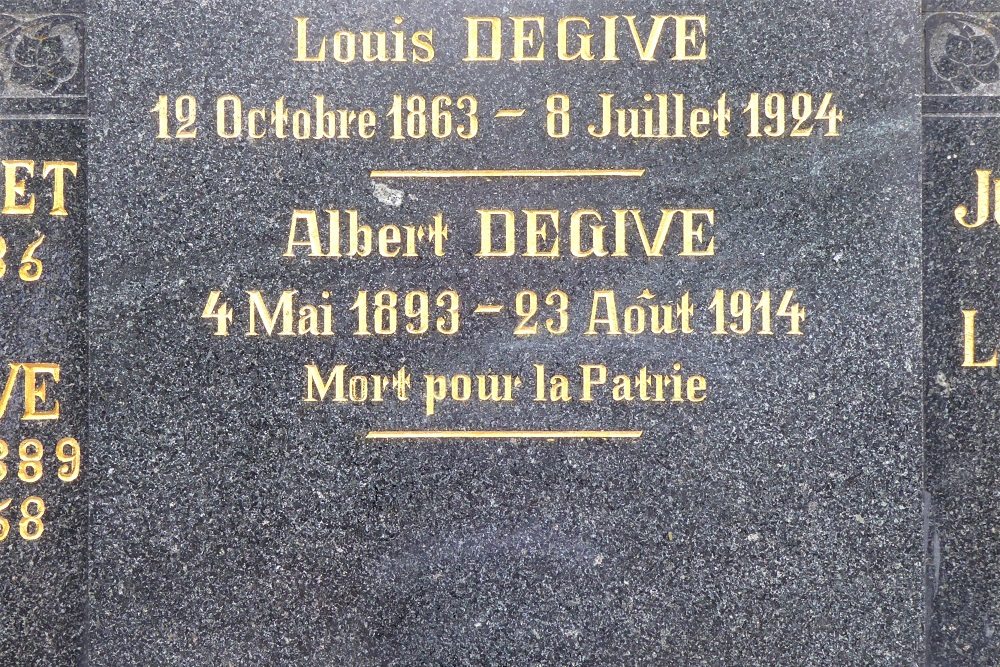 Louis DEGIVE
12 Octobre 1863 - 8 Juillet 1924
Albert DEGIVE
4 Mai 1893 - 23 Août 1914
Mort pour la Patrie